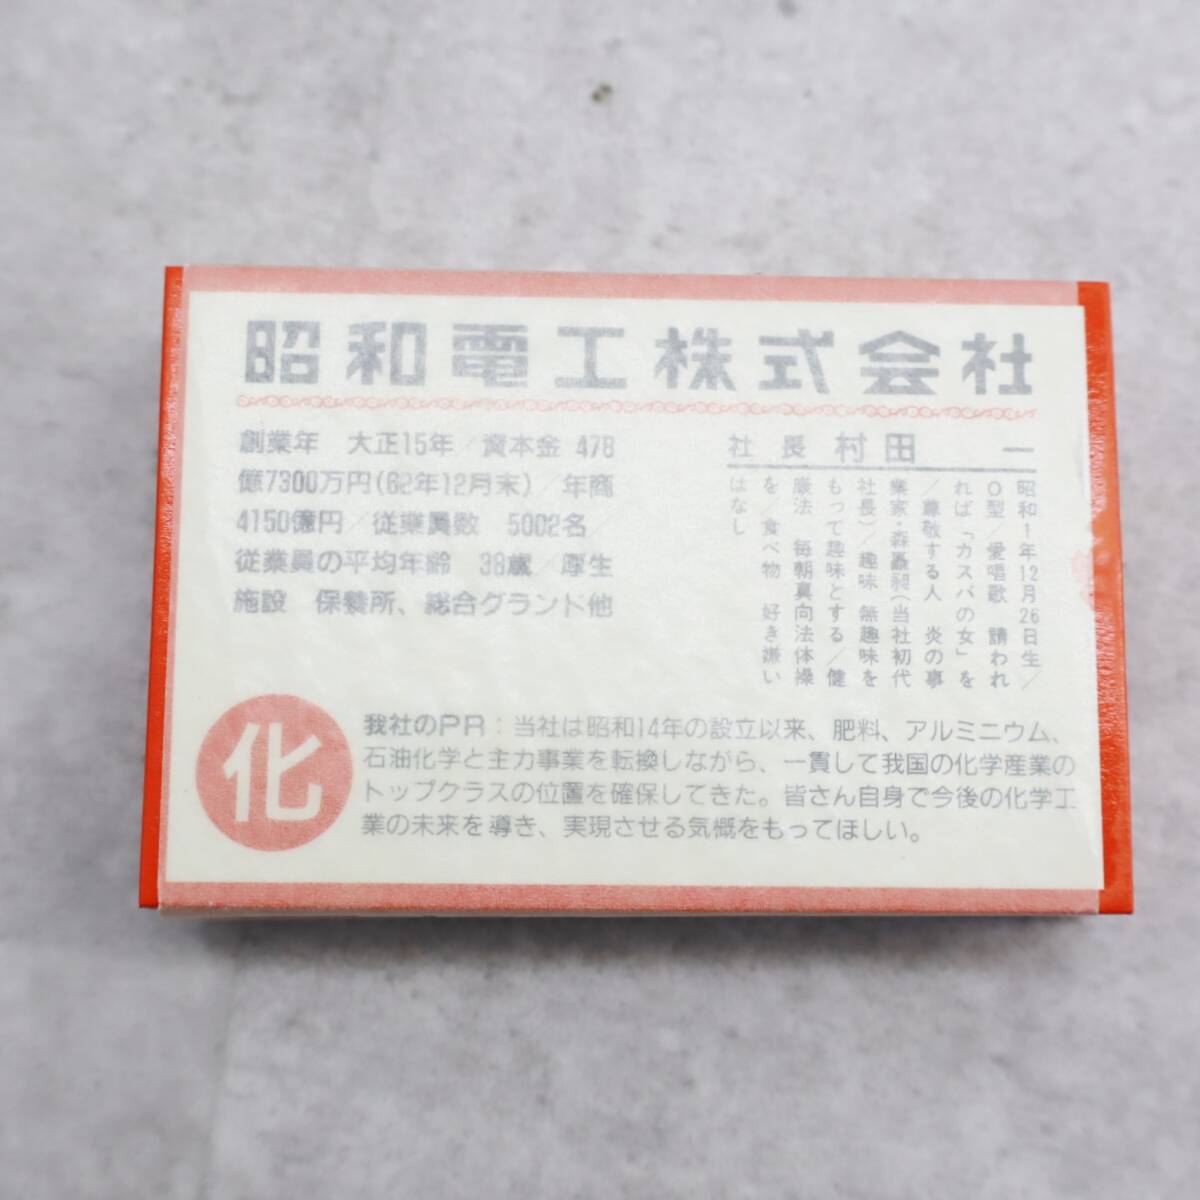 昭和電工株式会社
創業年 大正15年／資本金 478
億7300万円(62年12月末)／年商
4150億円／従業員数 5002名／
従業員の平均年齢 38歳／厚生
施設 保養所、総合グランド他
社長 村田 一
昭和1年12月26日生／
O型／愛唱歌 請われ
れば「カスバの女」を
／尊敬する人 炎の事
業家・森矗昶(当社初代
社長)／趣味 無趣味を
もって趣味とする／健
康法 毎朝真向法体操
を／食べ物 好き嫌い
はなし
化
我社のPR：当社は昭和14年の設立以来、肥料、アルミニウム、
石油化学と主力事業を転換しながら、一貫して我国の化学産業の
トップクラスの位置を確保してきた。皆さん自身で今後の化学工
業の未来を導き、実現させる気概をもってほしい。